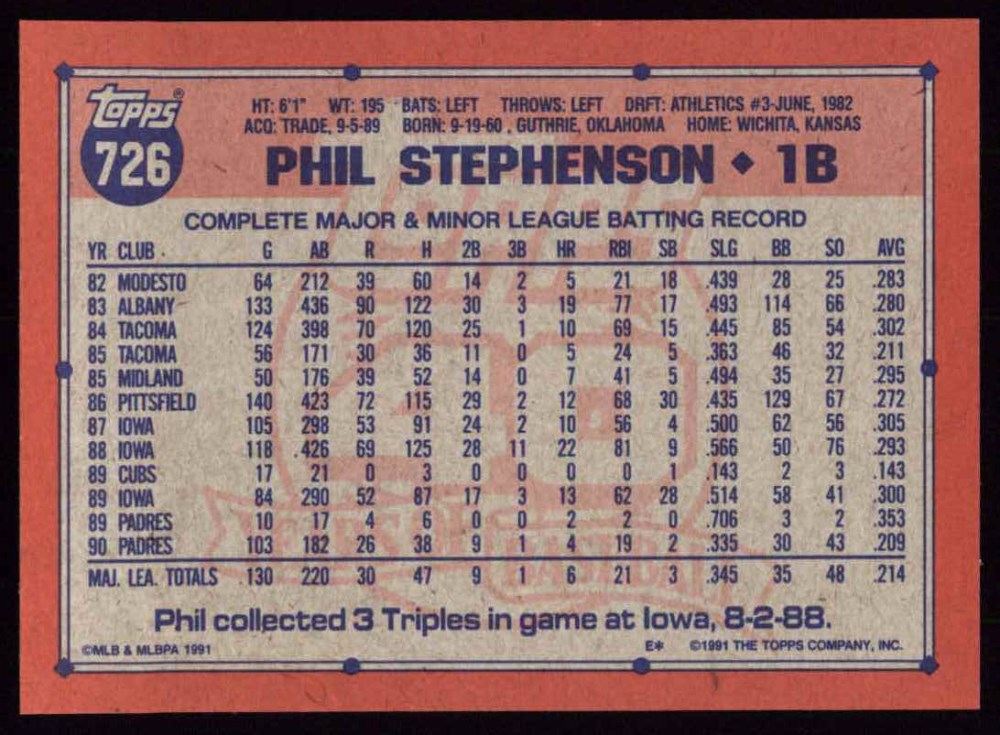 Topps®
726
HT: 6'1" WT: 195 BATS: LEFT THROWS: LEFT DRFT: ATHLETICS #3-JUNE, 1982
ACQ: TRADE, 9-5-89 BORN: 9-19-60, GUTHRIE, OKLAHOMA HOME: WICHITA, KANSAS
PHIL STEPHENSON ◆ 1B
COMPLETE MAJOR & MINOR LEAGUE BATTING RECORD
YR CLUB G AB R H 2B 3B HR RBI SB SLG BB SO AVG
82 MODESTO 64 212 39 60 14 2 5 21 18 .439 28 25 .283
83 ALBANY 133 436 90 122 30 3 19 77 17 .493 114 66 .280
84 TACOMA 124 398 70 120 25 1 10 69 15 .445 85 54 .302
85 TACOMA 56 171 30 36 11 0 5 24 5 .363 46 32 .211
85 MIDLAND 50 176 39 52 14 0 7 41 5 .494 35 27 .295
86 PITTSFIELD 140 423 72 115 29 2 12 68 30 .435 129 67 .272
87 IOWA 105 298 53 91 24 2 10 56 4 .500 62 56 .305
88 IOWA 118 426 69 125 28 11 22 81 9 .566 50 76 .293
89 CUBS 17 21 0 3 0 0 0 0 1 .143 2 3 .143
89 IOWA 84 290 52 87 17 3 13 62 28 .514 58 41 .300
89 PADRES 10 17 4 6 0 0 2 2 0 .706 3 2 .353
90 PADRES 103 182 26 38 9 1 4 19 2 .335 30 43 .209
MAJ. LEA. TOTALS 130 220 30 47 9 1 6 21 3 .345 35 48 .214
Topps
40
YEARS OF
BASEBALL
Phil collected 3 Triples in game at Iowa, 8-2-88.
©MLB & MLBPA 1991 E* ©1991 THE TOPPS COMPANY, INC.